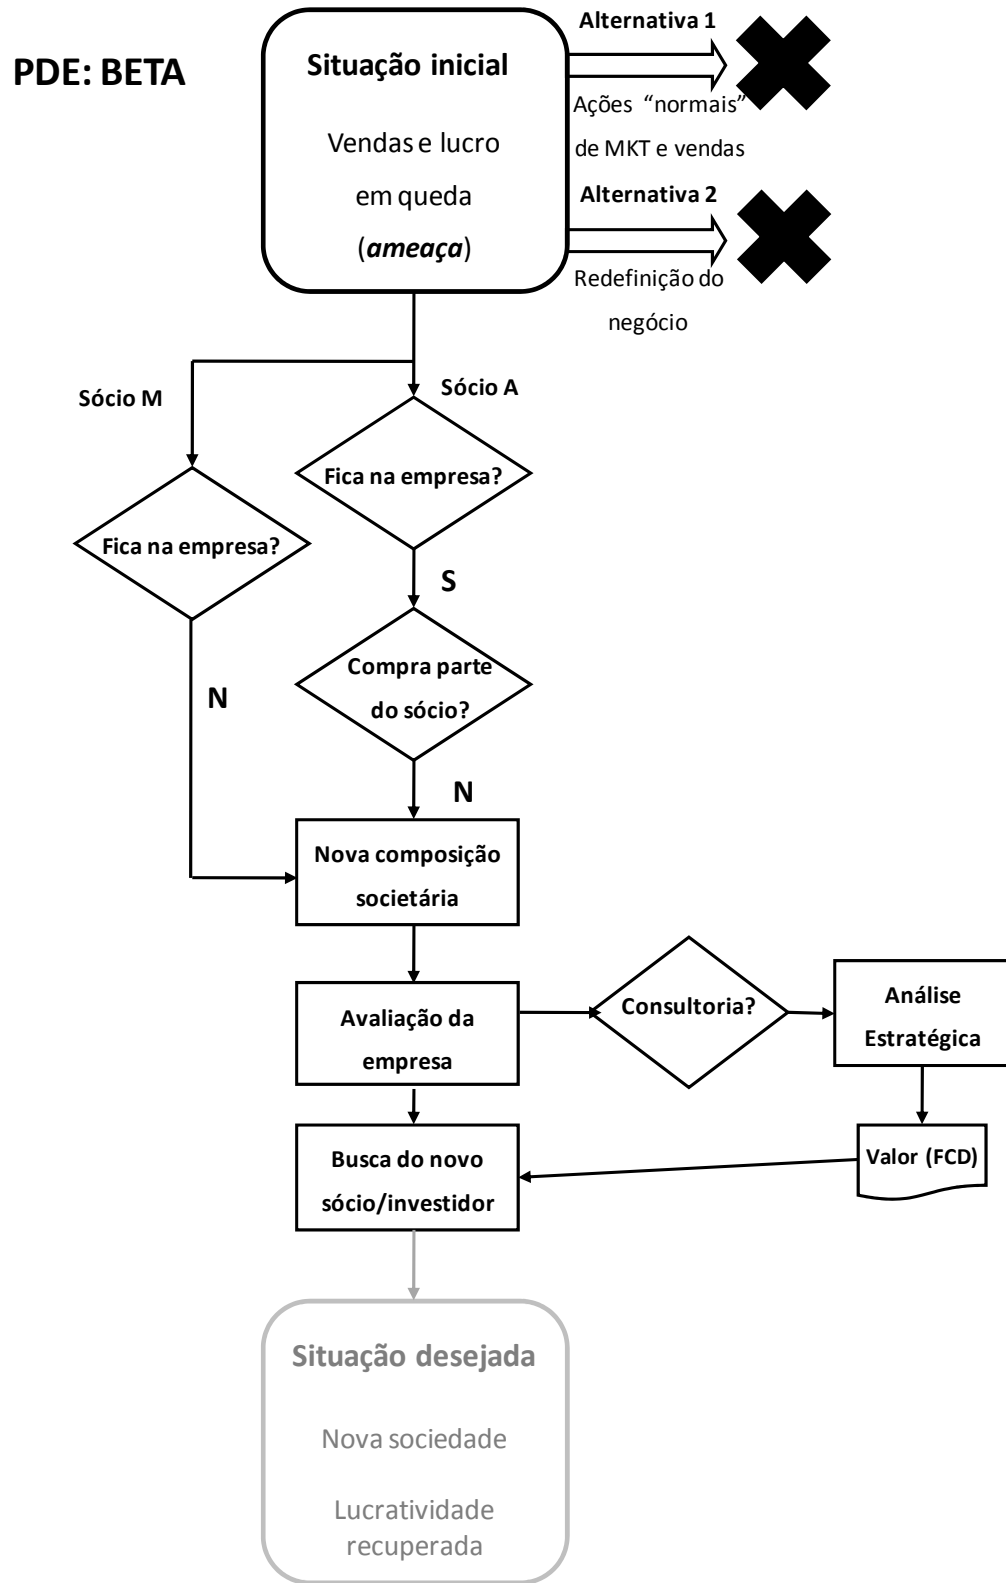 PDE: BETA
Situação inicial
Vendas e lucro
em queda
(ameaça)
Alternativa 1
Ações “normais”
de MKT e vendas
Alternativa 2
Redefinição do
negócio
Sócio M
Sócio A
Fica na empresa?
Fica na empresa?
S
Compra parte
do sócio?
N
N
Nova composição
societária
Avaliação da
empresa
Consultoria?
Análise
Estratégica
Valor (FCD)
Busca do novo
sócio/investidor
Situação desejada
Nova sociedade
Lucratividade
recuperada